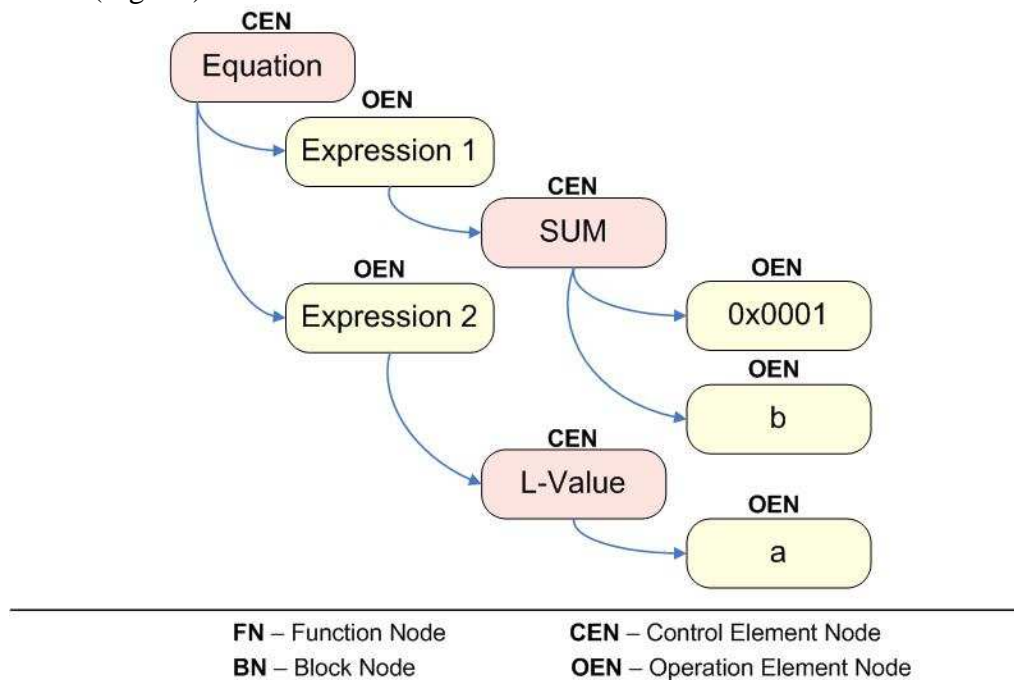 CEN
Equation
OEN
Expression 1
CEN
SUM
OEN
Expression 2
OEN
0x0001
OEN
b
CEN
L-Value
OEN
a
FN – Function Node
CEN – Control Element Node
BN – Block Node
OEN – Operation Element Node